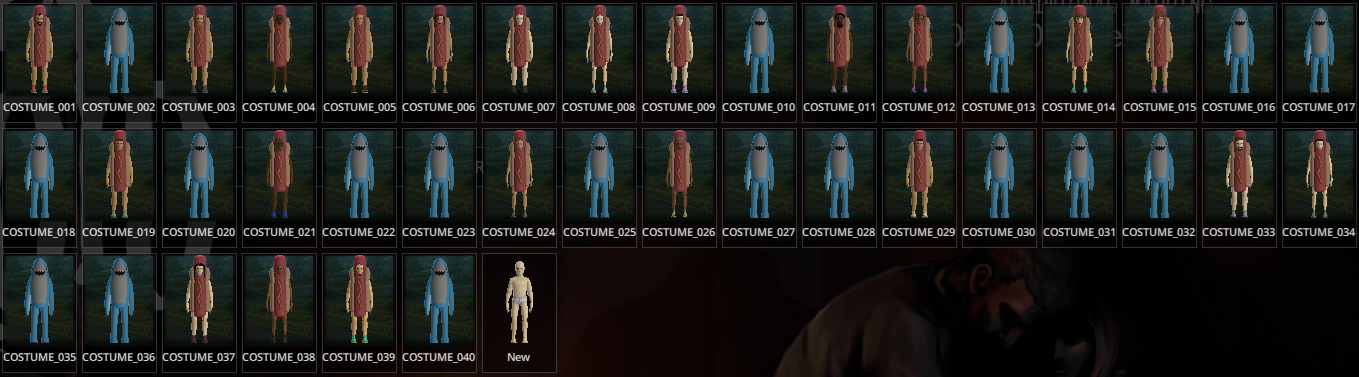 COSTUME_001 COSTUME_002 COSTUME_003 COSTUME_004 COSTUME_005 COSTUME_006 COSTUME_007 COSTUME_008 COSTUME_009 COSTUME_010 COSTUME_011 COSTUME_012 COSTUME_013 COSTUME_014 COSTUME_015 COSTUME_016 COSTUME_017
COSTUME_018 COSTUME_019 COSTUME_020 COSTUME_021 COSTUME_022 COSTUME_023 COSTUME_024 COSTUME_025 COSTUME_026 COSTUME_027 COSTUME_028 COSTUME_029 COSTUME_030 COSTUME_031 COSTUME_032 COSTUME_033 COSTUME_034
COSTUME_035 COSTUME_036 COSTUME_037 COSTUME_038 COSTUME_039 COSTUME_040 New